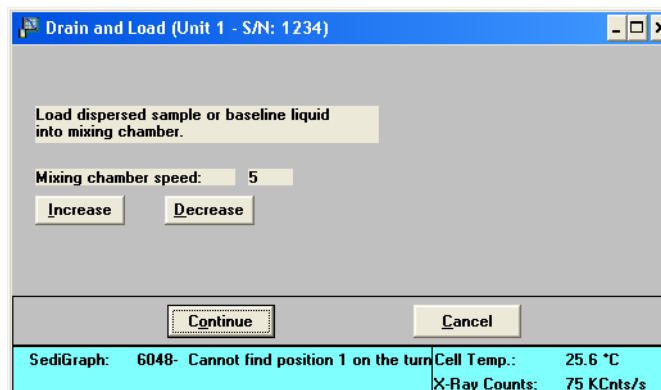 Drain and Load (Unit 1 - S/N: 1234)
Load dispersed sample or baseline liquid
into mixing chamber.
Mixing chamber speed: 5
Increase Decrease
Continue Cancel
SediGraph: 6048- Cannot find position 1 on the turn Cell Temp.: 25.6 °C
X-Ray Counts: 75 KCnts/s